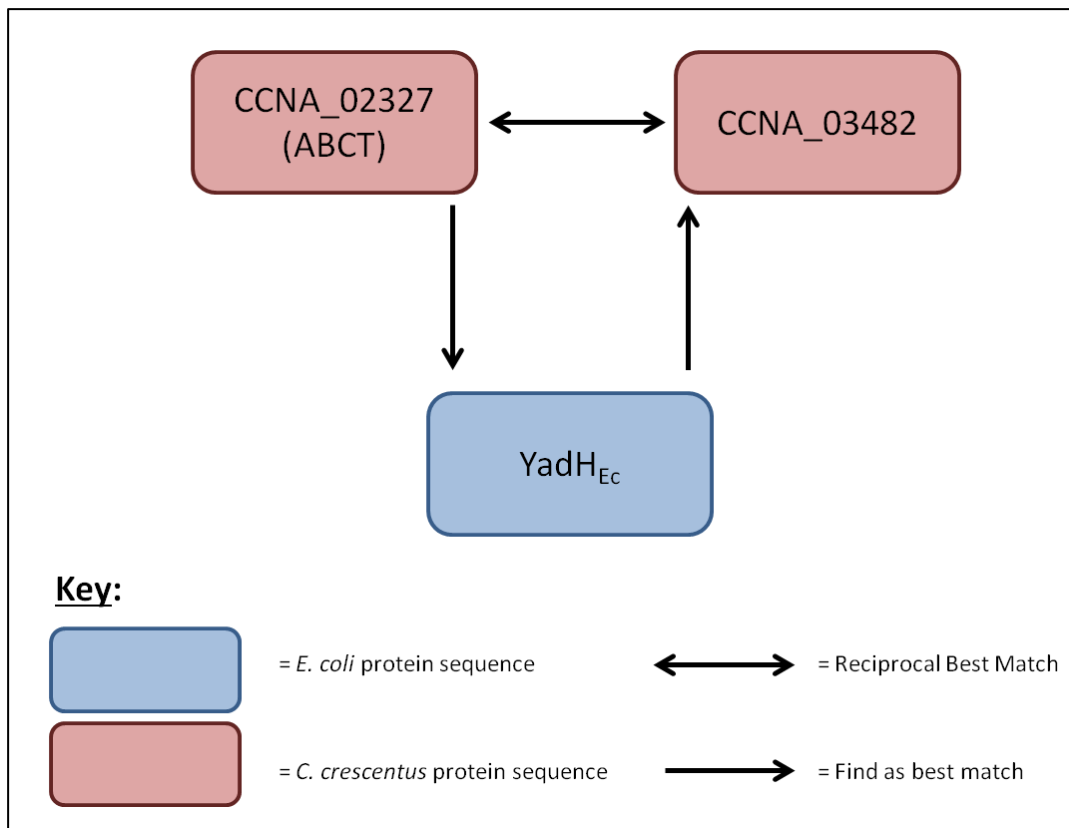 CCNA_02327
(ABCT)
CCNA_03482
YadHEc
Key:
= E. coli protein sequence
= Reciprocal Best Match
= C. crescentus protein sequence
= Find as best match